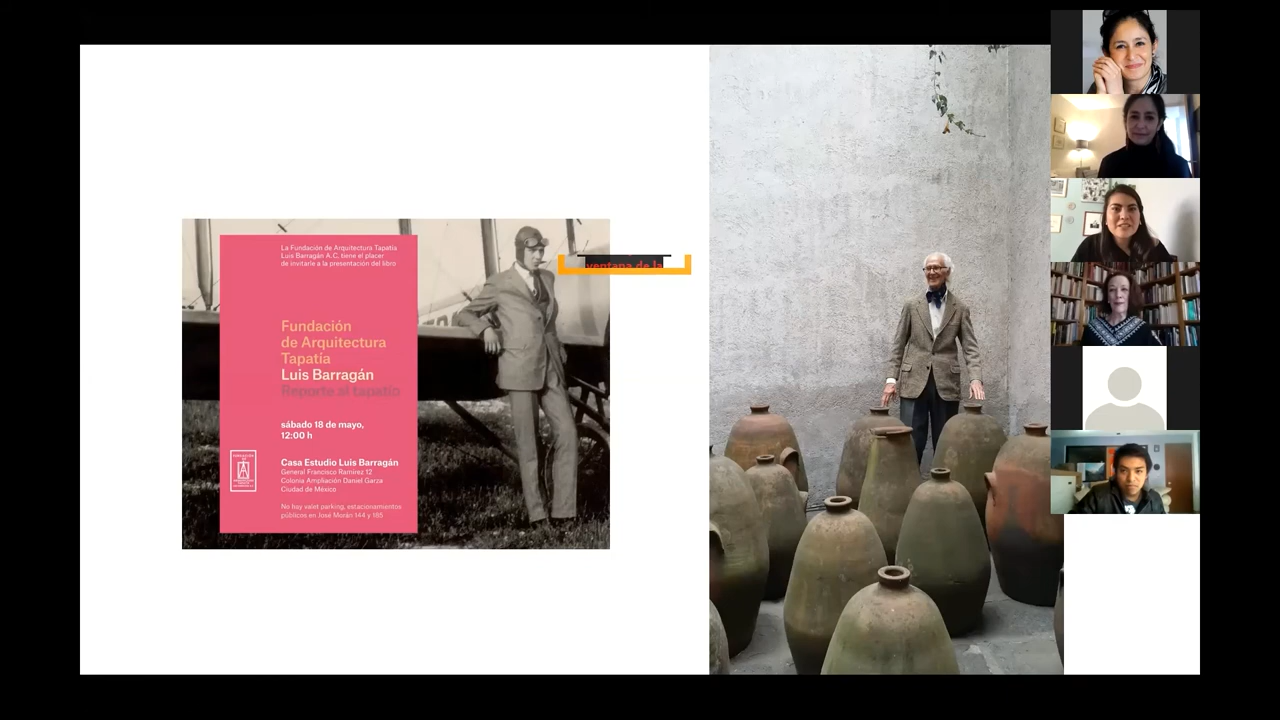 La Fundación de Arquitectura Tapatía
Luis Barragán A.C. tiene el placer
de invitarle a la presentación del libro
Fundación
de Arquitectura
Tapatía
Luis Barragán
Reporte al tapatío
sábado 18 de mayo,
12:00 h
Casa Estudio Luis Barragán
General Francisco Ramírez 12
Colonia Ampliación Daniel Garza
Ciudad de México
No hay valet parking, estacionamientos
públicos en José Morán 144 y 185
ventana de la